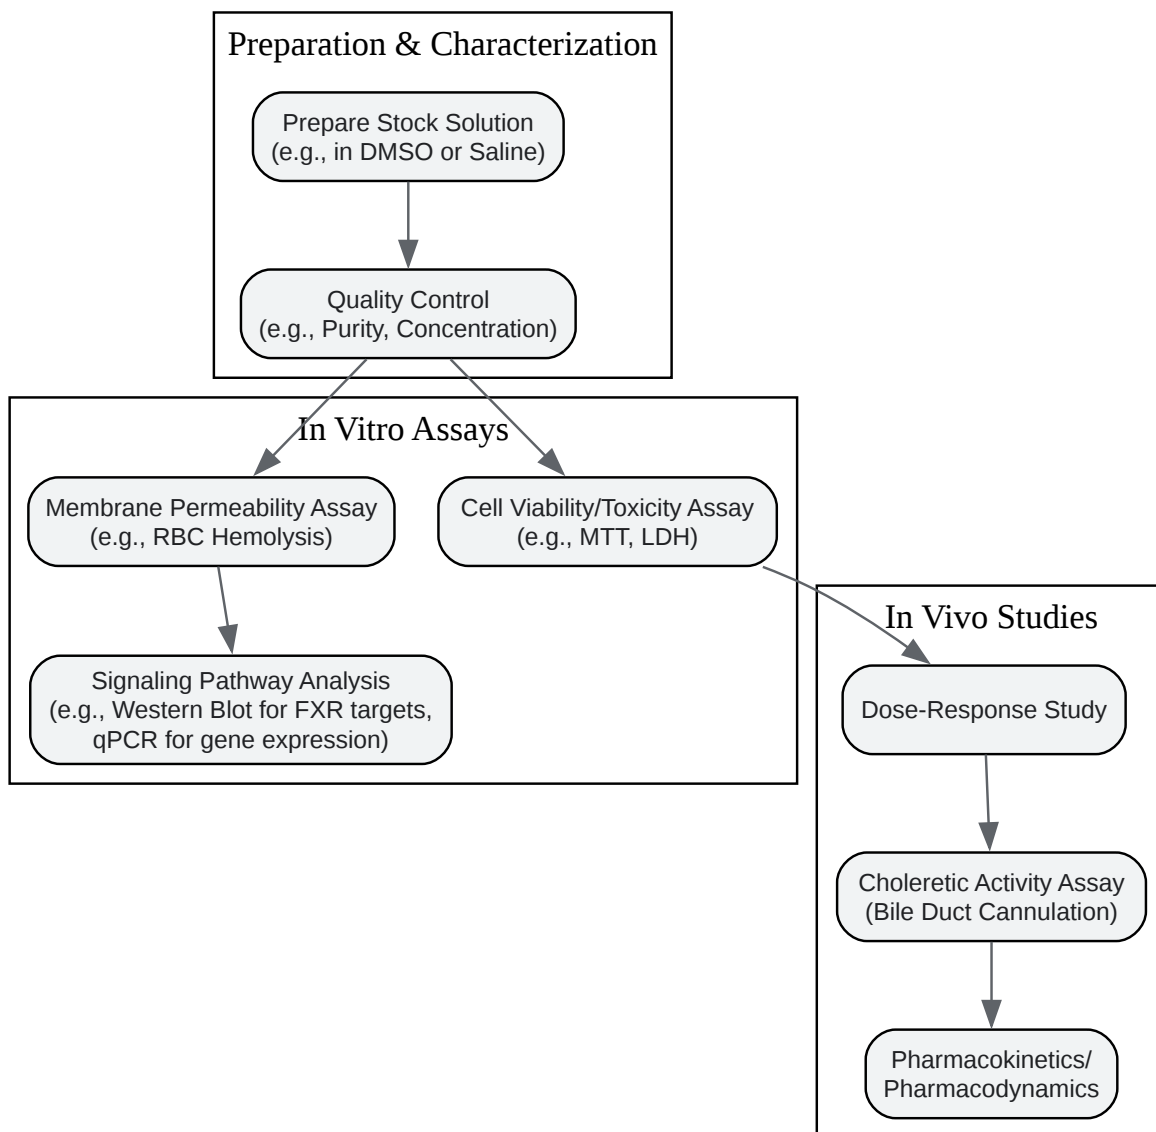 Preparation & Characterization
Prepare Stock Solution
(e.g., in DMSO or Saline)
Quality Control
(e.g., Purity, Concentration)
In Vitro Assays
Membrane Permeability Assay
(e.g., RBC Hemolysis)
Cell Viability/Toxicity Assay
(e.g., MTT, LDH)
Signaling Pathway Analysis
(e.g., Western Blot for FXR targets,
qPCR for gene expression)
In Vivo Studies
Dose-Response Study
Choleretic Activity Assay
(Bile Duct Cannulation)
Pharmacokinetics/
Pharmacodynamics